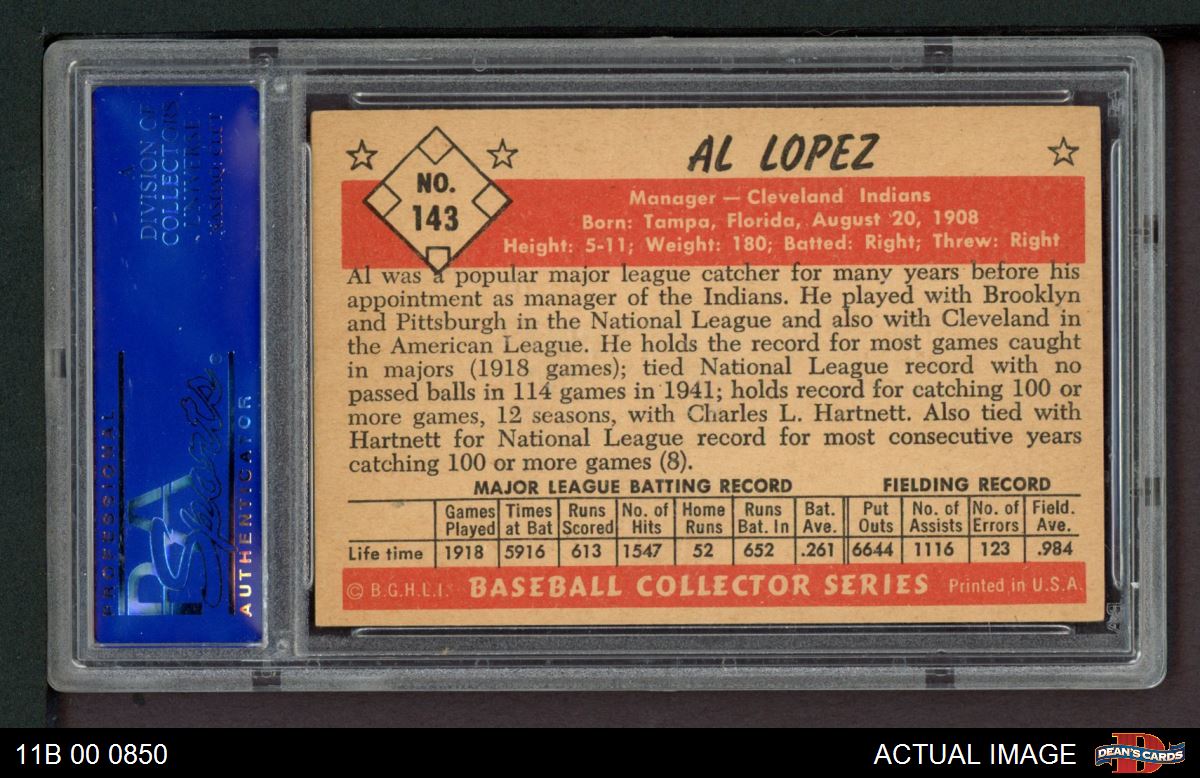 A
DIVISION OF
COLLECTORS
UNIVERSE
NASDAQ: CLCT
PROFESSIONAL
PSA
Sports
AUTHENTICATOR
NO.
143
AL LOPEZ
Manager — Cleveland Indians
Born: Tampa, Florida, August 20, 1908
Height: 5-11; Weight: 180; Batted: Right; Threw: Right
Al was a popular major league catcher for many years before his
appointment as manager of the Indians. He played with Brooklyn
and Pittsburgh in the National League and also with Cleveland in
the American League. He holds the record for most games caught
in majors (1918 games); tied National League record with no
passed balls in 114 games in 1941; holds record for catching 100 or
more games, 12 seasons, with Charles L. Hartnett. Also tied with
Hartnett for National League record for most consecutive years
catching 100 or more games (8).
MAJOR LEAGUE BATTING RECORD FIELDING RECORD
Games Times Runs No. of Home Runs Bat. Put No. of No. of Field.
Played at Bat Scored Hits Runs Bat. In Ave. Outs Assists Errors Ave.
Life time 1918 5916 613 1547 52 652 .261 6644 1116 123 .984
© B.G.H.L.I. BASEBALL COLLECTOR SERIES Printed in U.S.A.
11B 00 0850 ACTUAL IMAGE DEAN'S CARDS